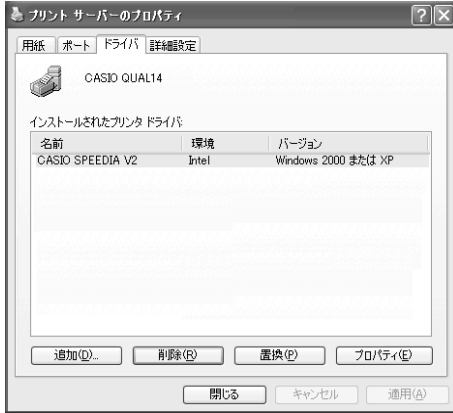 プリント サーバーのプロパティ
用紙 ポート ドライバ 詳細設定
CASIO QUAL14
インストールされたプリンタ ドライバ:
名前 環境 バージョン
CASIO SPEEDIA V2 Intel Windows 2000 または XP
追加(D)... 削除(R) 置換(P) プロパティ(E)
閉じる キャンセル 適用(A)